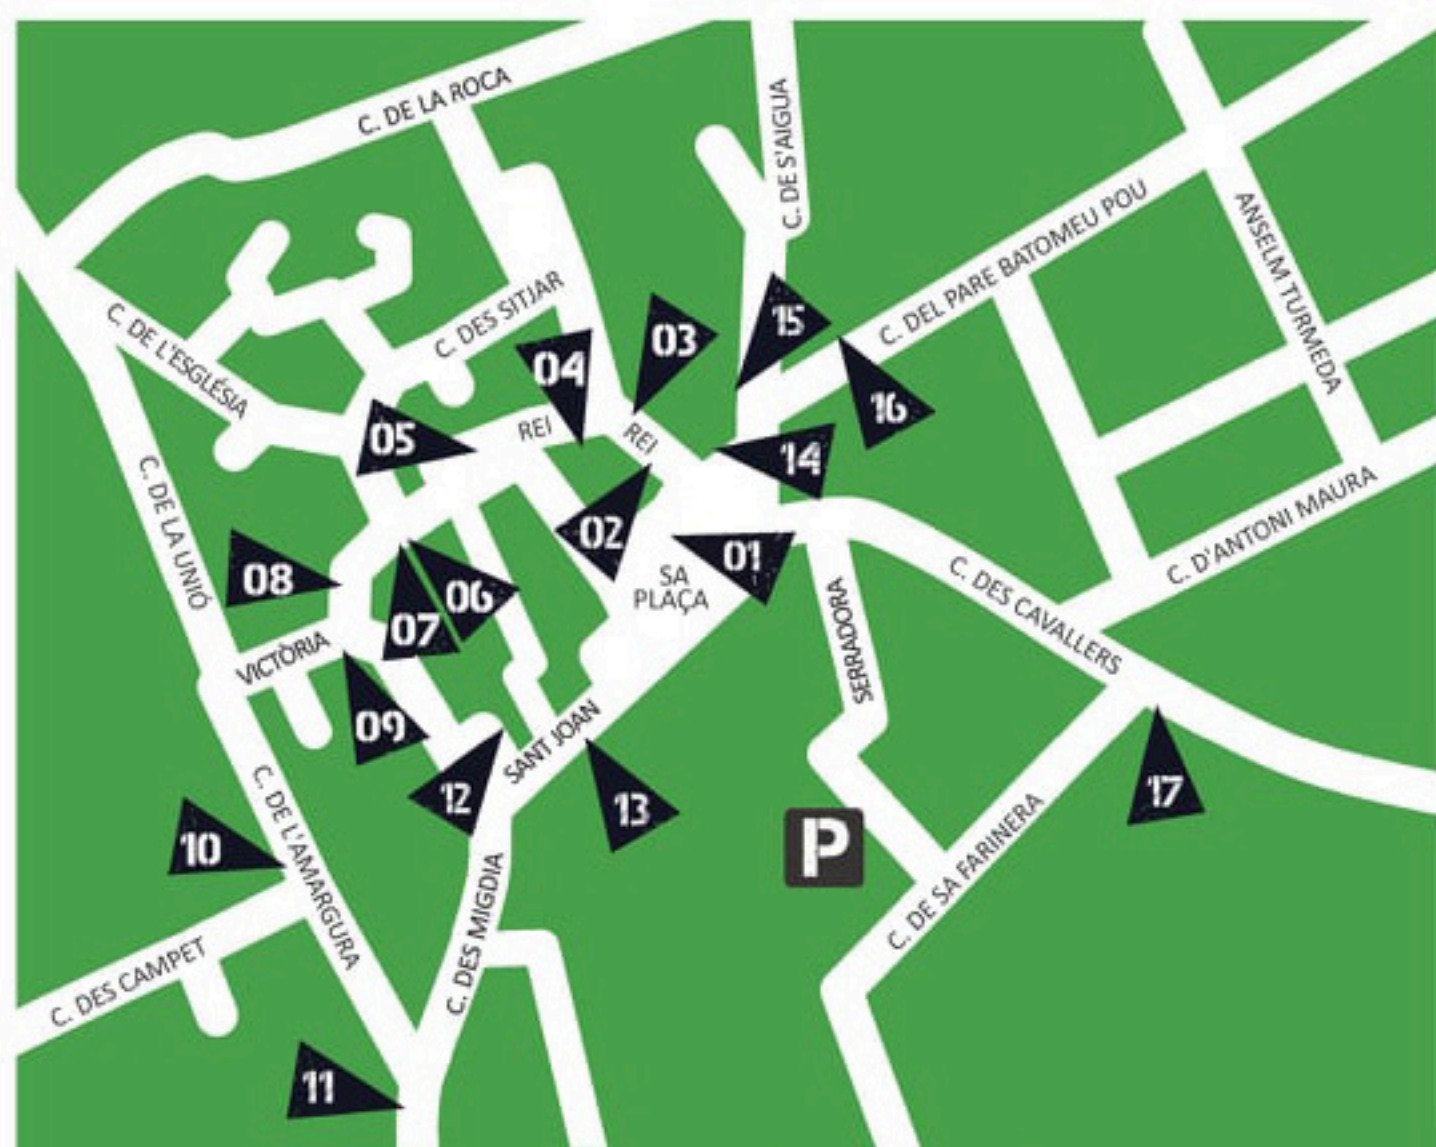 C. DE LA ROCA
C. DE S'AIGUA
C. DEL PARE BATOMEU POU
ANSELM TURMEDA
C. DE L'ESGLÉSIA
C. DES SITJAR
03
15
04
16
REI
REI
05
14
C. DE LA UNIÓ
02
01
08
06
07
SA
PLAÇA
C. D'ANTONI MAURA
C. DES CAVALLERS
SERRADORA
VICTÒRIA
09
SANT JOAN
12
13
17
10
C. DE L'AMARGURA
P
C. DE SA FARINERA
C. DES MIGDIA
C. DES CAMPET
11